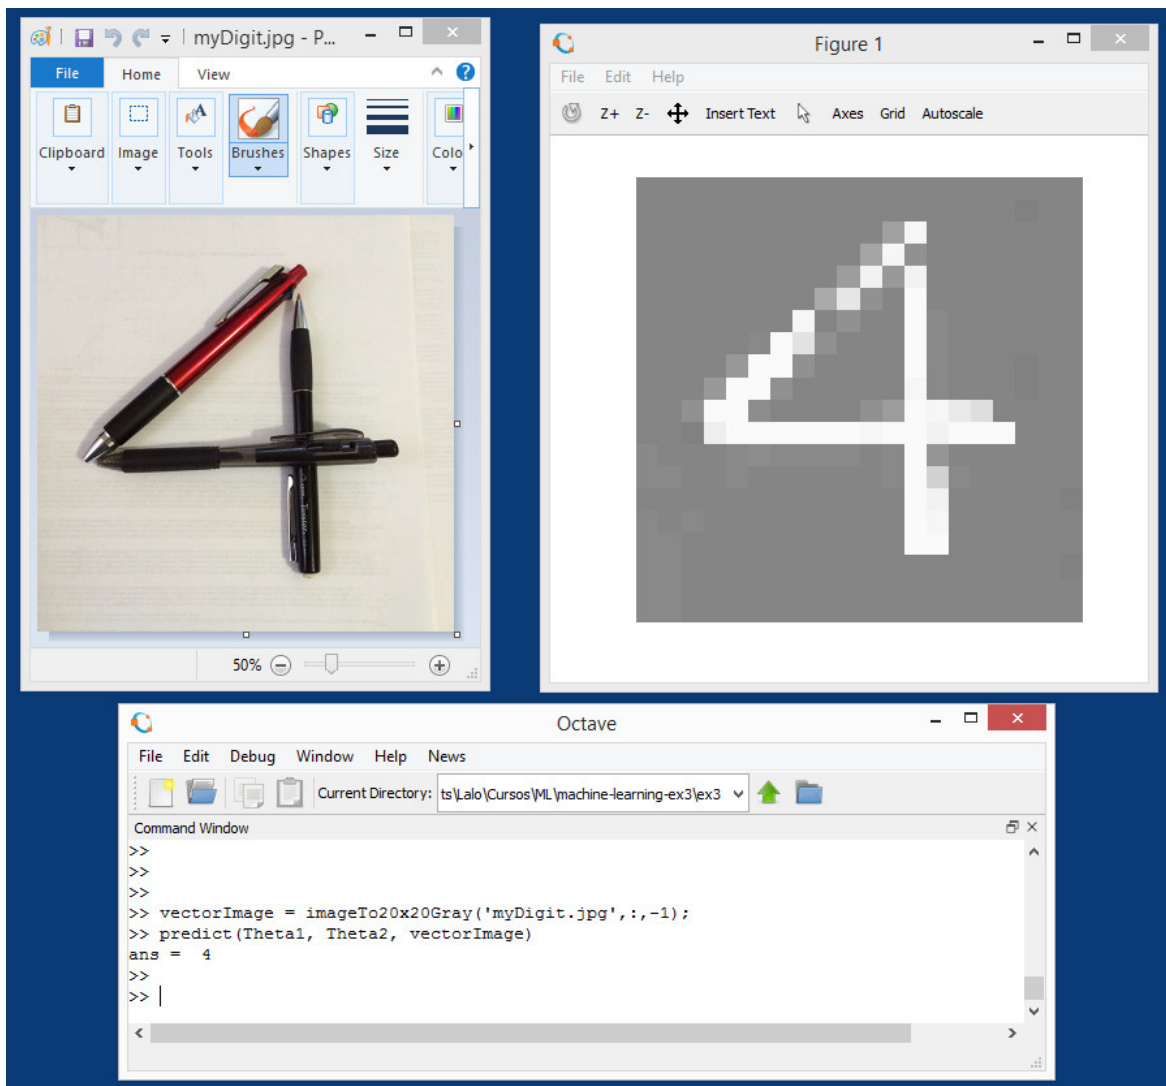 myDigit.jpg - P...
File Home View
Clipboard Image Tools Brushes Shapes Size Colo
50%
Figure 1
File Edit Help
Z+ Z- Insert Text Axes Grid Autoscale
Octave
File Edit Debug Window Help News
Current Directory: ts\Lalo\Cursos\ML\machine-learning-ex3\ex3
Command Window
>>
>>
>>
>> vectorImage = imageTo20x20Gray('myDigit.jpg',:,-1);
>> predict(Theta1, Theta2, vectorImage)
ans = 4
>>
>>